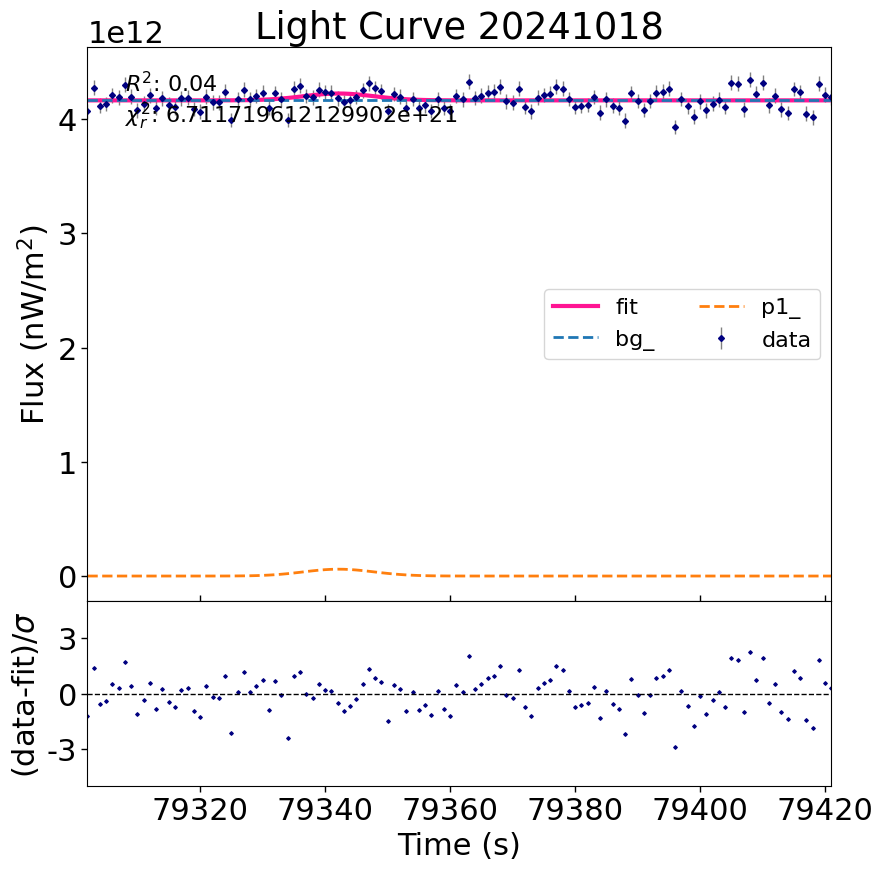 Light Curve 20241018
1e12
R²: 0.04
χ²ᵣ: 6.711719612129902e+21
4
3
2
1
0
Flux (nW/m²)
fit
bg_
p1_
data
3
0
-3
(data-fit)/σ
79320 79340 79360 79380 79400 79420
Time (s)